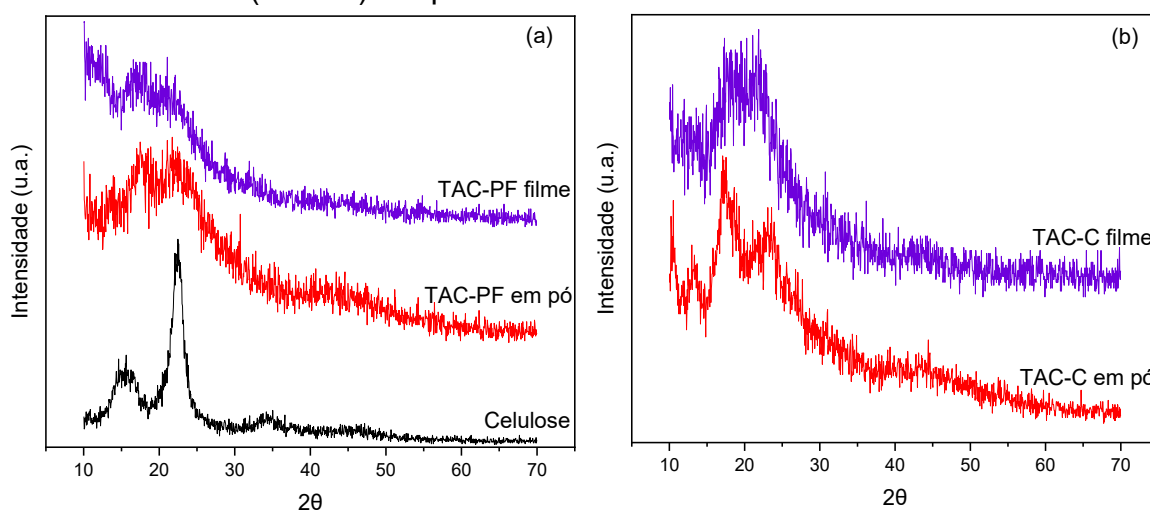 (a)
Intensidade (u.a.)
TAC-PF filme
TAC-PF em pó
Celulose
10 20 30 40 50 60 70
2θ
(b)
Intensidade (u.a.)
TAC-C filme
TAC-C em pó
10 20 30 40 50 60 70
2θ